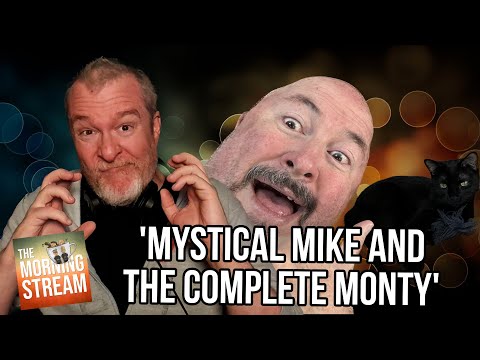 'MYSTICAL MIKE AND
THE COMPLETE MONTY'
THE
MORNING
STREAM